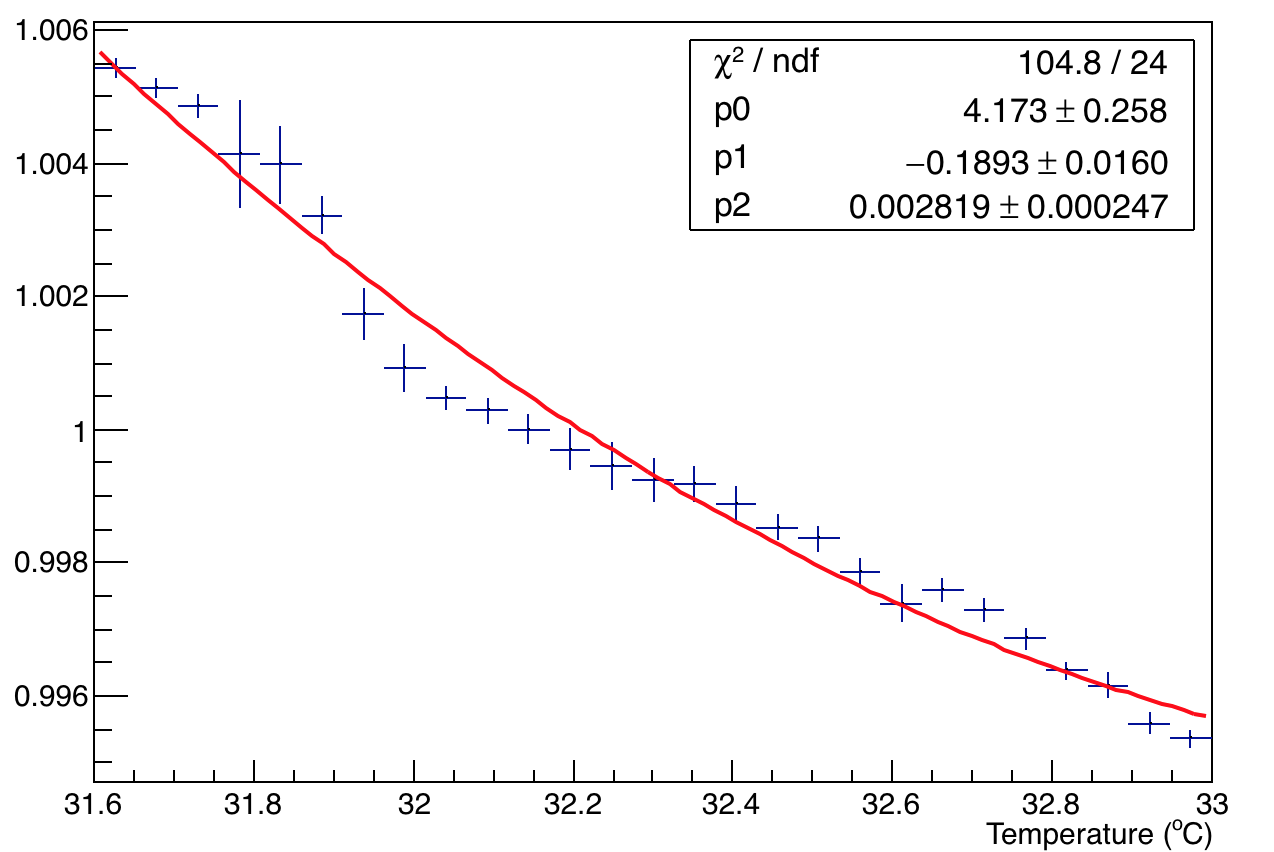 1.006
1.004
1.002
1
0.998
0.996
χ² / ndf 104.8 / 24
p0 4.173 ± 0.258
p1 −0.1893 ± 0.0160
p2 0.002819 ± 0.000247
31.6 31.8 32 32.2 32.4 32.6 32.8 33
Temperature (°C)